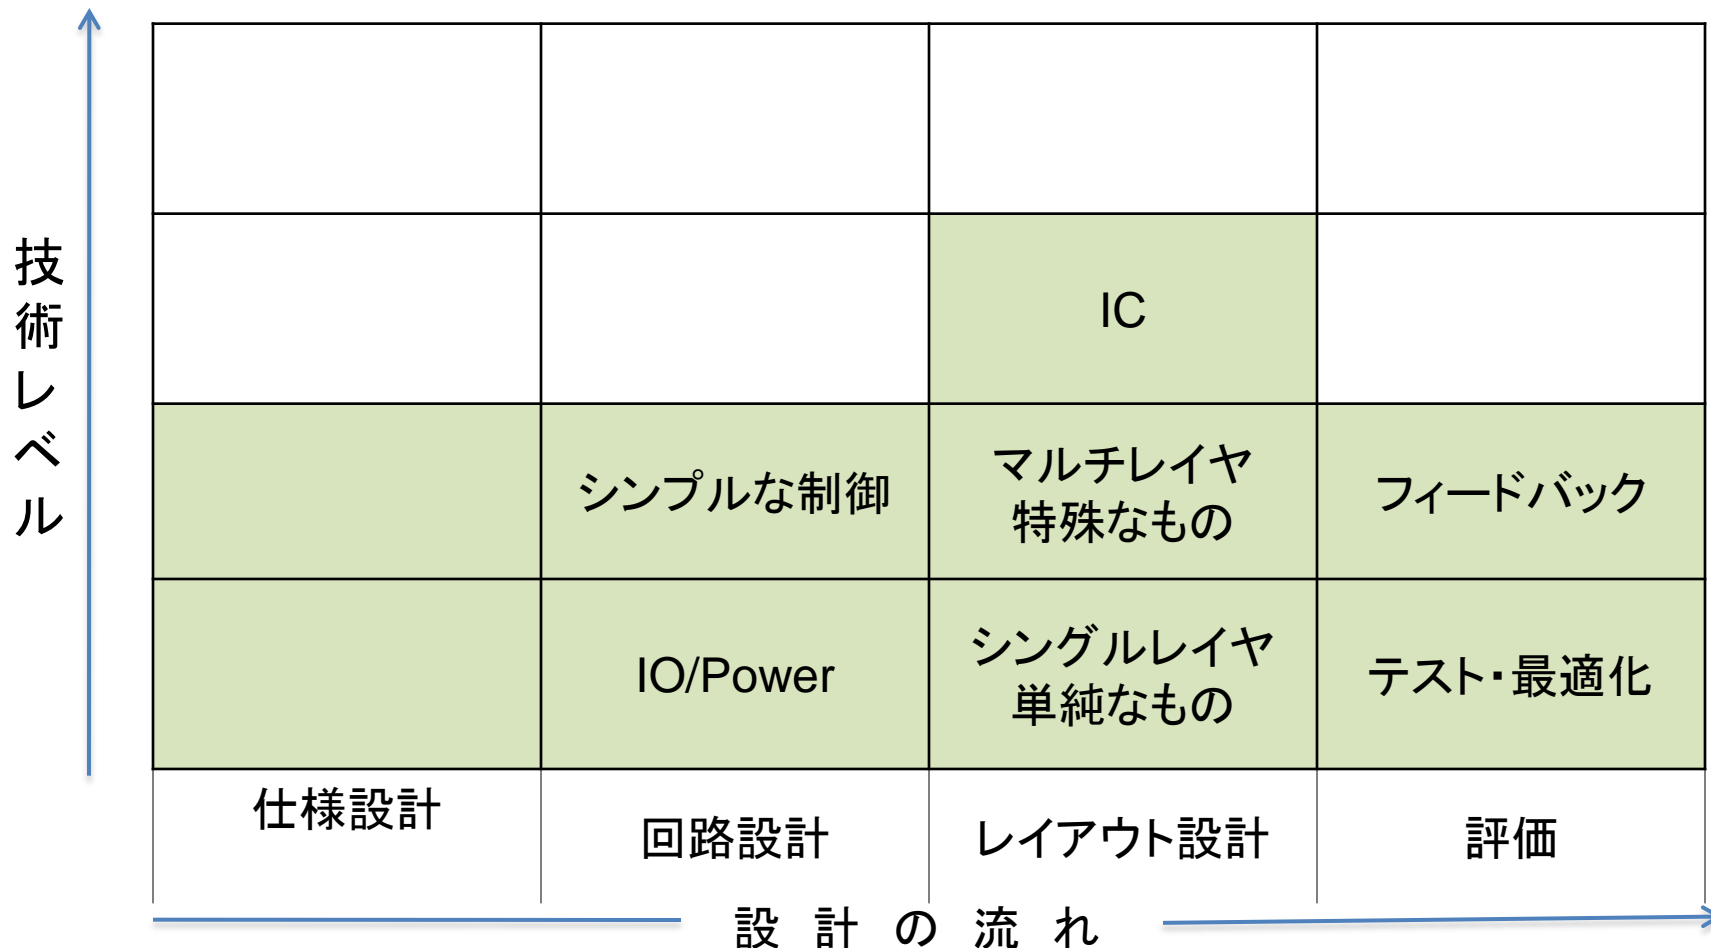 技術レベル
IC
シンプルな制御
マルチレイヤ
特殊なもの
フィードバック
IO/Power
シングルレイヤ
単純なもの
テスト・最適化
仕様設計
回路設計
レイアウト設計
評価
設計の流れ